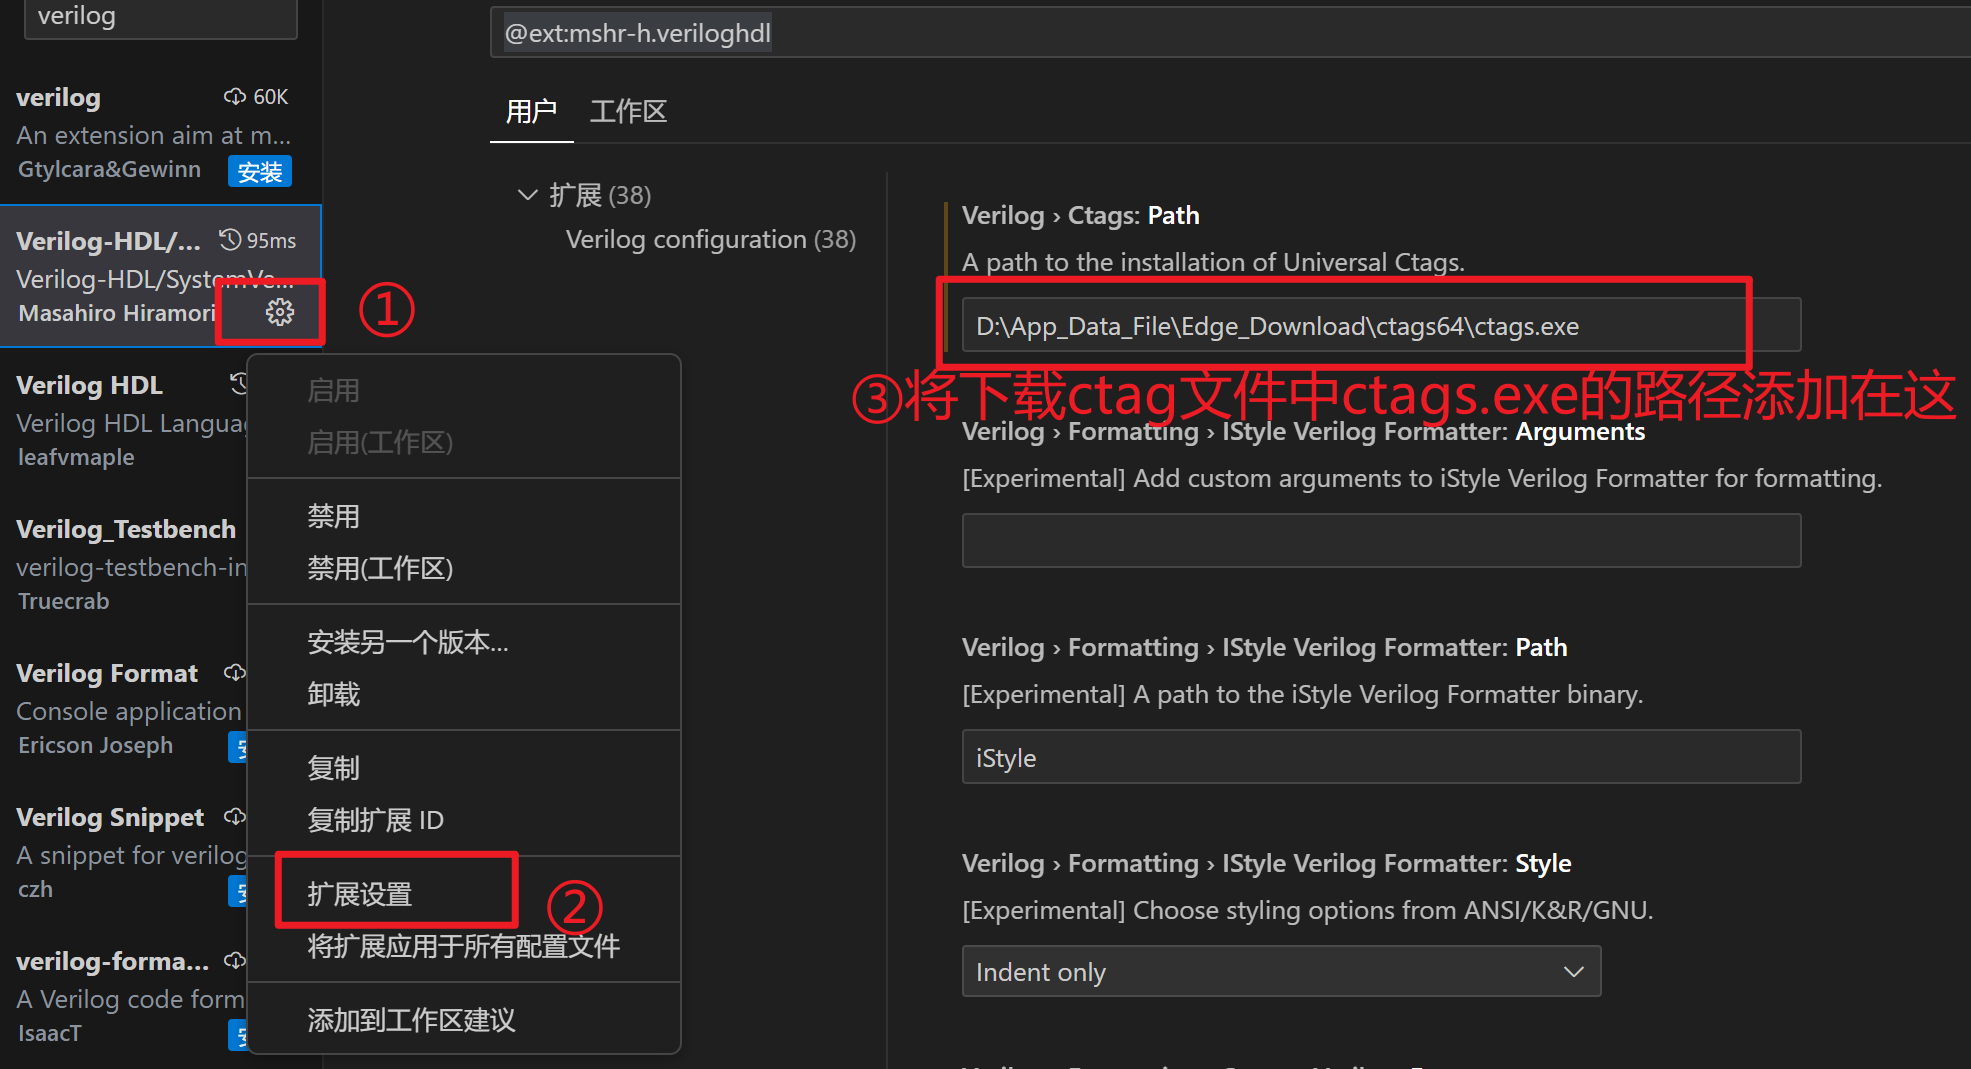 verilog
verilog
60K
An extension aim at m...
Gtylcara&Gewinn
安装
Verilog-HDL/...
95ms
Verilog-HDL/SystemVe...
Masahiro Hiramori
①
Verilog HDL
Verilog HDL Languag
leafvmaple
Verilog_Testbench
verilog-testbench-in
Truecrab
Verilog Format
Console application
Ericson Joseph
Verilog Snippet
A snippet for verilog
czh
verilog-forma...
A Verilog code form
IsaacT
启用
启用(工作区)
禁用
禁用(工作区)
安装另一个版本...
卸载
复制
复制扩展 ID
扩展设置
②
将扩展应用于所有配置文件
添加到工作区建议
@ext:mshr-h.veriloghdl
用户 工作区
扩展 (38)
Verilog configuration (38)
Verilog › Ctags: Path
A path to the installation of Universal Ctags.
D:\App_Data_File\Edge_Download\ctags64\ctags.exe
③将下载ctag文件中ctags.exe的路径添加在这
Verilog › Formatting › IStyle Verilog Formatter: Arguments
[Experimental] Add custom arguments to iStyle Verilog Formatter for formatting.
Verilog › Formatting › IStyle Verilog Formatter: Path
[Experimental] A path to the iStyle Verilog Formatter binary.
iStyle
Verilog › Formatting › IStyle Verilog Formatter: Style
[Experimental] Choose styling options from ANSI/K&R/GNU.
Indent only